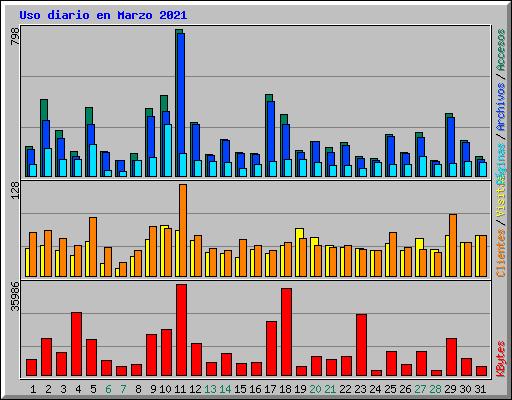 Uso diario en Marzo 2021
798
128
35986
Accesos
/ Archivos /
/ Visitas
Clientes
KBytes
1 2 3 4 5 6 7 8 9 10 11 12 13 14 15 16 17 18 19 20 21 22 23 24 25 26 27 28 29 30 31